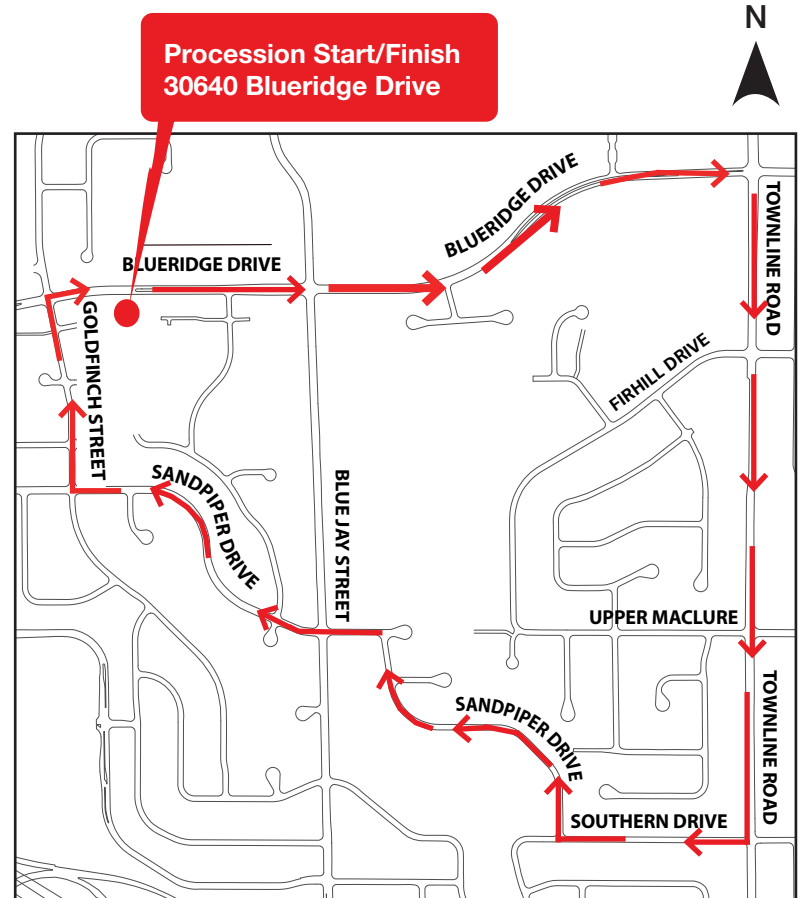 N
Procession Start/Finish
30640 Blueridge Drive
BLUERIDGE DRIVE
BLUERIDGE DRIVE
TOWNLINE ROAD
GOLDFINCH STREET
FIRHILL DRIVE
SANDPIPER DRIVE
BLUE JAY STREET
UPPER MACLURE
SANDPIPER DRIVE
TOWNLINE ROAD
SOUTHERN DRIVE